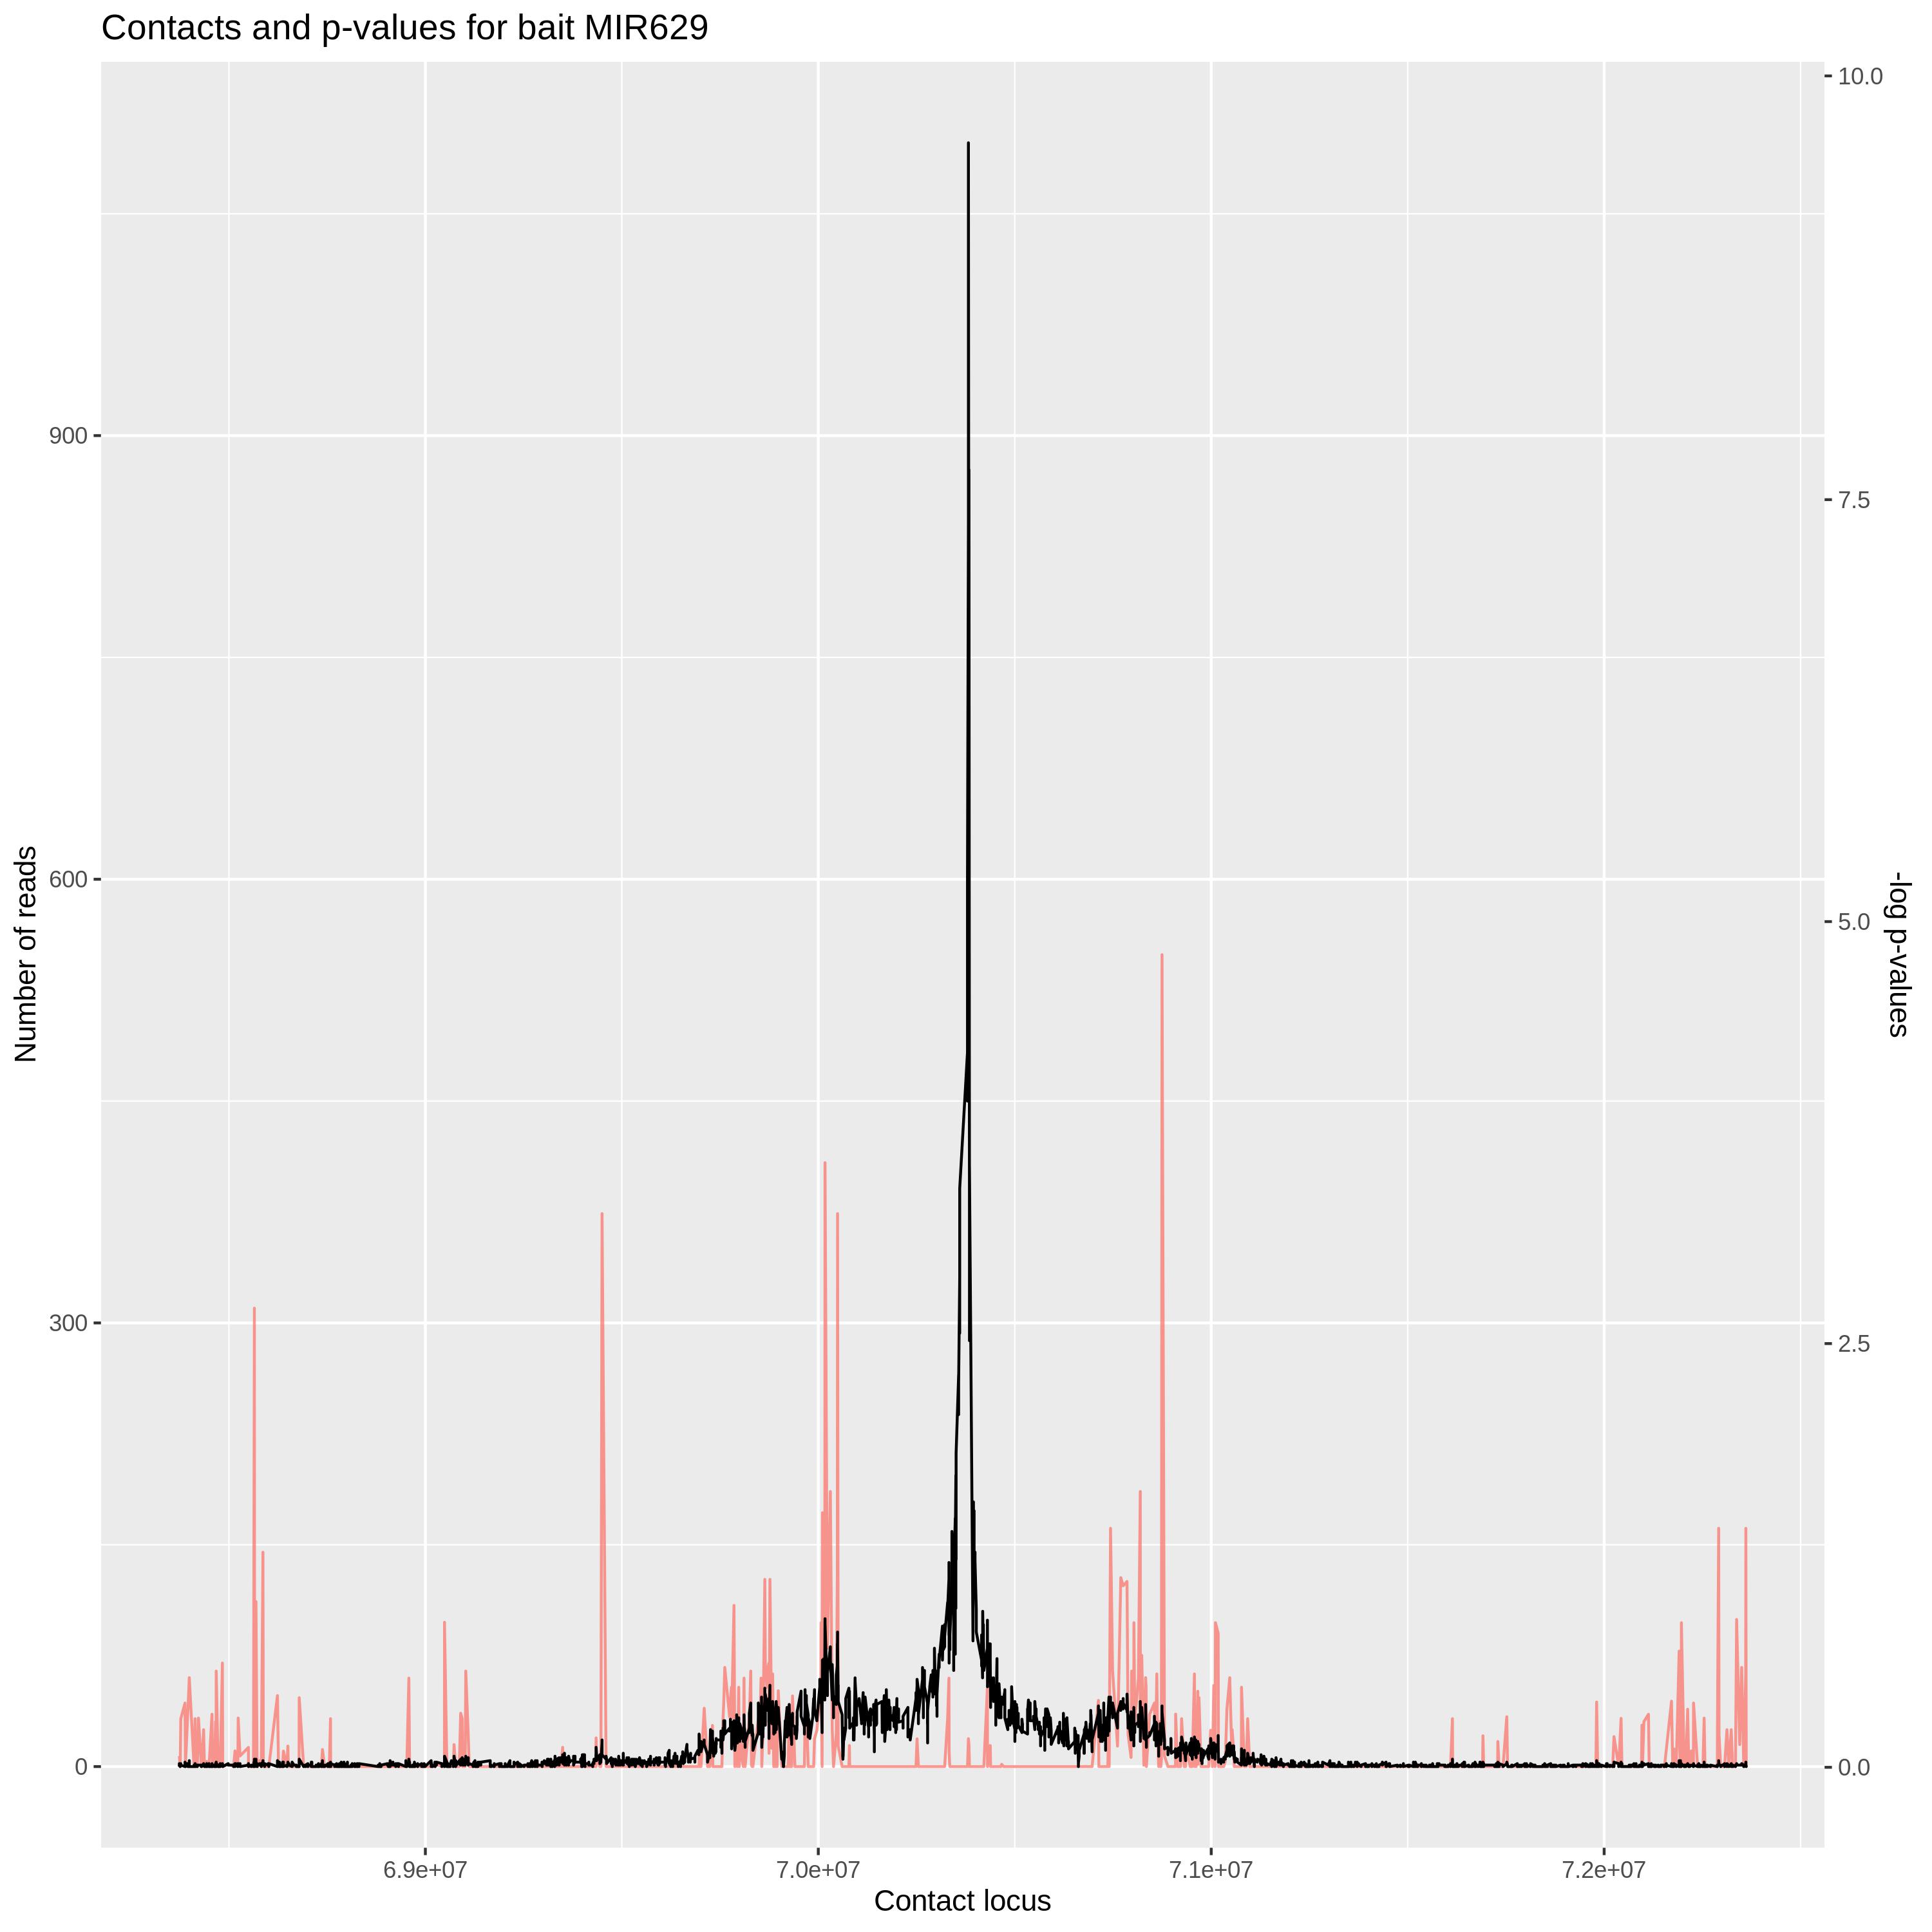 Contacts and p-values for bait MIR629
10.0
900
7.5
Number of reads
600
5.0
-log p-values
300
2.5
0
0.0
6.9e+07 7.0e+07 7.1e+07 7.2e+07
Contact locus